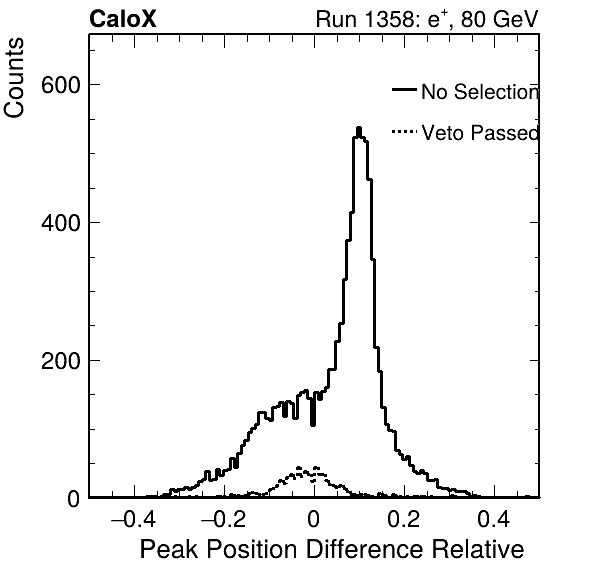 CaloX Run 1358: e⁺, 80 GeV
Counts
600
400
200
0
No Selection
Veto Passed
−0.4 −0.2 0 0.2 0.4
Peak Position Difference Relative